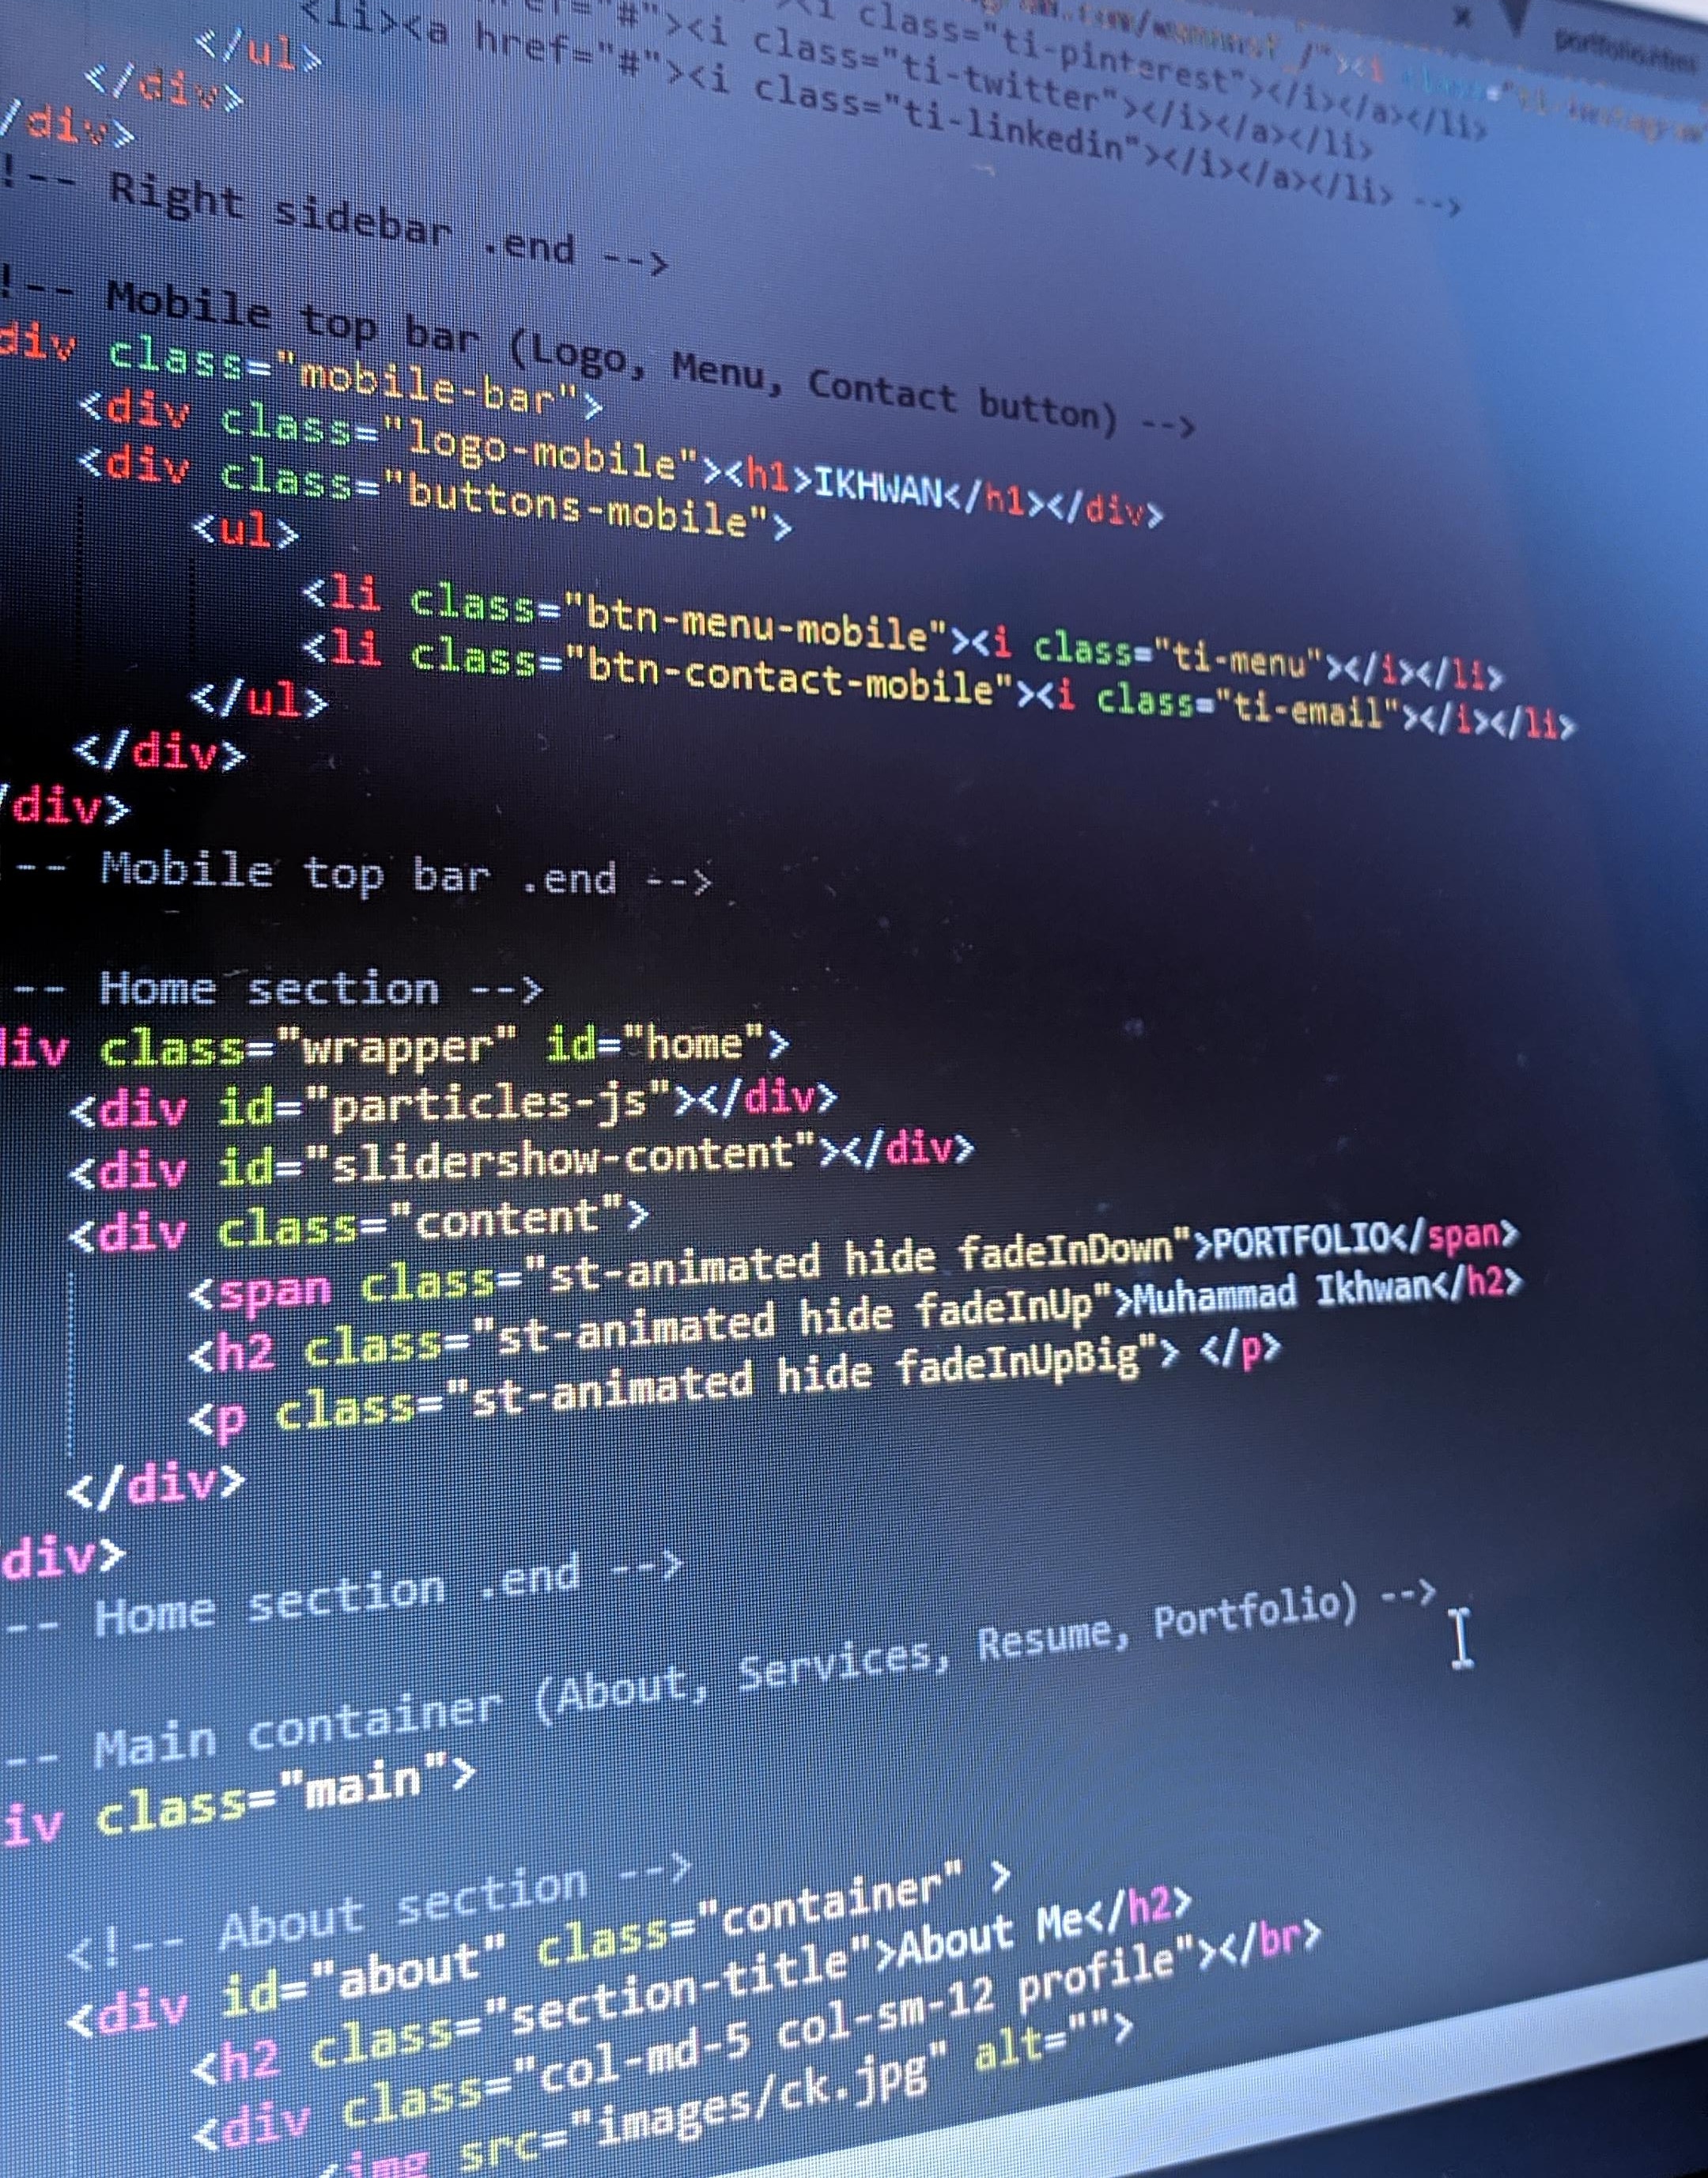 </ul>
<li><a href="#"><i class="ti-pinterest"></i></a></li>
<li><a href="#"><i class="ti-twitter"></i></a></li>
</div>
<i class="ti-linkedin"></i></a></li> -->
/div>
!-- Right sidebar .end -->
!-- Mobile top bar (Logo, Menu, Contact button) -->
div class="mobile-bar">
<div class="logo-mobile"><h1>IKHWAN</h1></div>
<div class="buttons-mobile">
<ul>
<li class="btn-menu-mobile"><i class="ti-menu"></i></li>
<li class="btn-contact-mobile"><i class="ti-email"></i></li>
</ul>
</div>
/div>
-- Mobile top bar .end -->
-- Home section -->
div class="wrapper" id="home">
<div id="particles-js"></div>
<div id="slidershow-content"></div>
<div class="content">
<span class="st-animated hide fadeInDown">PORTFOLIO</span>
<h2 class="st-animated hide fadeInUp">Muhammad Ikhwan</h2>
<p class="st-animated hide fadeInUpBig"> </p>
</div>
div>
-- Home section .end -->
-- Main container (About, Services, Resume, Portfolio) -->
iv class="main">
<!-- About section -->
<div id="about" class="container" >
<h2 class="section-title">About Me</h2>
<div class="col-md-5 col-sm-12 profile"></br>
<img src="images/ck.jpg" alt="">